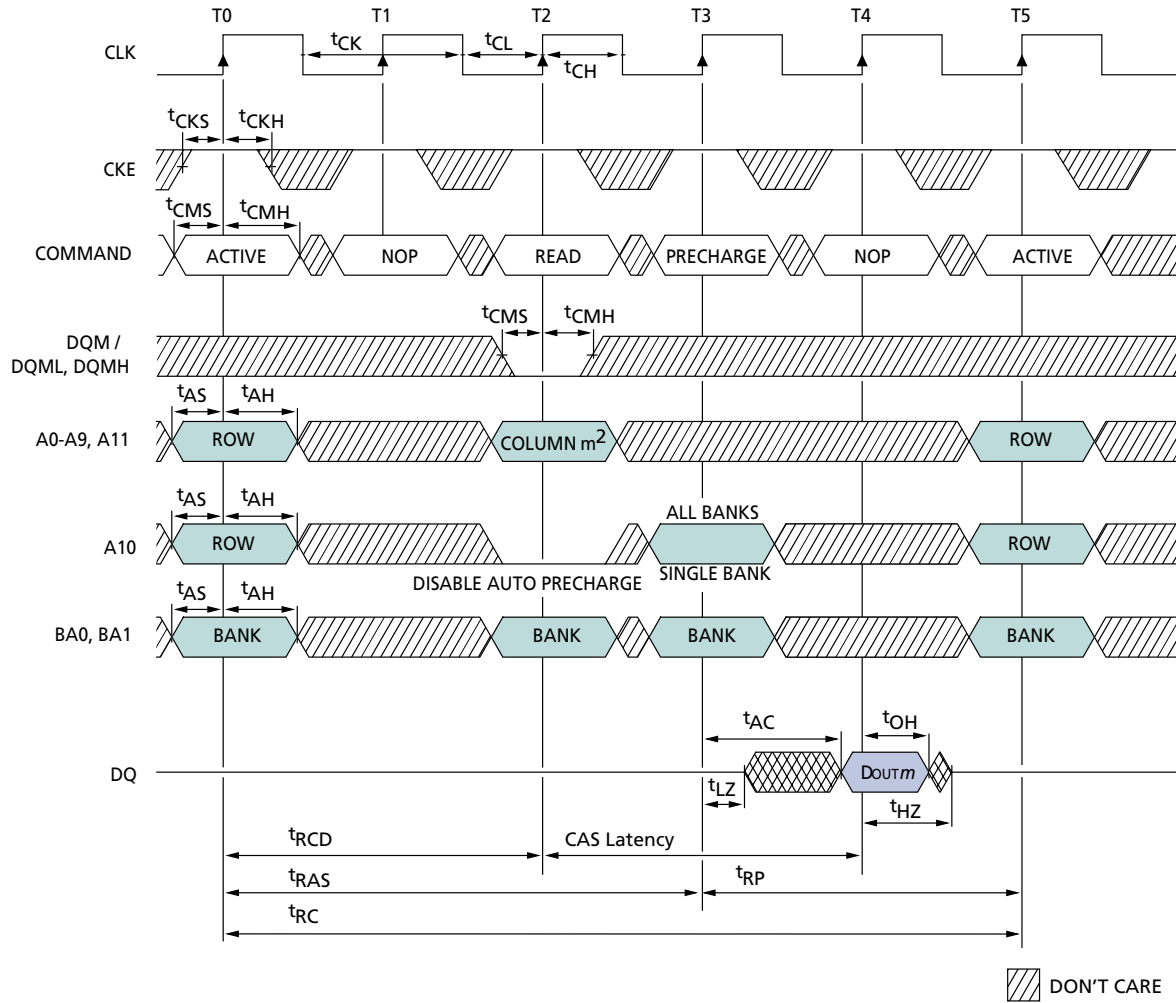 T0 T1 T2 T3 T4 T5
CLK
tCK tCL
tCH
tCKS tCKH
CKE
tCMS tCMH
COMMAND ACTIVE NOP READ PRECHARGE NOP ACTIVE
tCMS tCMH
DQM /
DQML, DQMH
tAS tAH
A0-A9, A11 ROW COLUMN m2 ROW
tAS tAH ALL BANKS
A10 ROW ROW
DISABLE AUTO PRECHARGE SINGLE BANK
tAS tAH
BA0, BA1 BANK BANK BANK BANK
tAC tOH
DQ DOUT m
tLZ
tHZ
tRCD CAS Latency
tRAS tRP
tRC
DON'T CARE